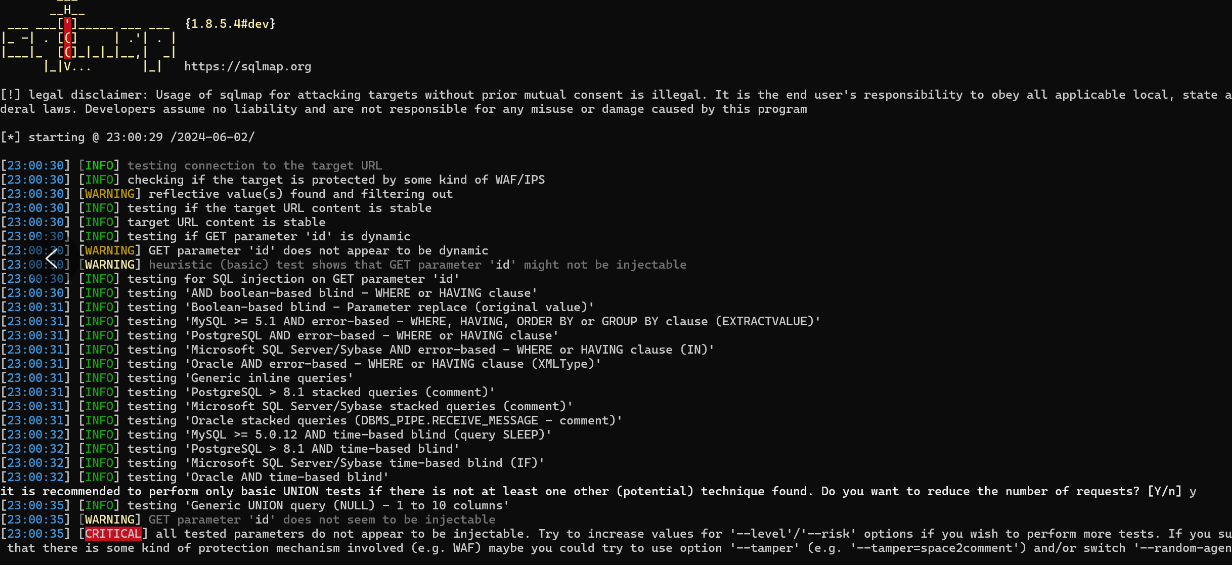 {1.8.5.4#dev}
https://sqlmap.org
[!] legal disclaimer: Usage of sqlmap for attacking targets without prior mutual consent is illegal. It is the end user's responsibility to obey all applicable local, state a
deral laws. Developers assume no liability and are not responsible for any misuse or damage caused by this program
[*] starting @ 23:00:29 /2024-06-02/
[23:00:30] [INFO] testing connection to the target URL
[23:00:30] [INFO] checking if the target is protected by some kind of WAF/IPS
[23:00:30] [WARNING] reflective value(s) found and filtering out
[23:00:30] [INFO] testing if the target URL content is stable
[23:00:30] [INFO] target URL content is stable
[23:00:30] [INFO] testing if GET parameter 'id' is dynamic
[23:00:30] [WARNING] GET parameter 'id' does not appear to be dynamic
[23:00:30] [WARNING] heuristic (basic) test shows that GET parameter 'id' might not be injectable
[23:00:30] [INFO] testing for SQL injection on GET parameter 'id'
[23:00:30] [INFO] testing 'AND boolean-based blind - WHERE or HAVING clause'
[23:00:31] [INFO] testing 'Boolean-based blind - Parameter replace (original value)'
[23:00:31] [INFO] testing 'MySQL >= 5.1 AND error-based - WHERE, HAVING, ORDER BY or GROUP BY clause (EXTRACTVALUE)'
[23:00:31] [INFO] testing 'PostgreSQL AND error-based - WHERE or HAVING clause'
[23:00:31] [INFO] testing 'Microsoft SQL Server/Sybase AND error-based - WHERE or HAVING clause (IN)'
[23:00:31] [INFO] testing 'Oracle AND error-based - WHERE or HAVING clause (XMLType)'
[23:00:31] [INFO] testing 'Generic inline queries'
[23:00:31] [INFO] testing 'PostgreSQL > 8.1 stacked queries (comment)'
[23:00:31] [INFO] testing 'Microsoft SQL Server/Sybase stacked queries (comment)'
[23:00:31] [INFO] testing 'Oracle stacked queries (DBMS_PIPE.RECEIVE_MESSAGE - comment)'
[23:00:32] [INFO] testing 'MySQL >= 5.0.12 AND time-based blind (query SLEEP)'
[23:00:32] [INFO] testing 'PostgreSQL > 8.1 AND time-based blind'
[23:00:32] [INFO] testing 'Microsoft SQL Server/Sybase time-based blind (IF)'
[23:00:32] [INFO] testing 'Oracle AND time-based blind'
it is recommended to perform only basic UNION tests if there is not at least one other (potential) technique found. Do you want to reduce the number of requests? [Y/n] y
[23:00:35] [INFO] testing 'Generic UNION query (NULL) - 1 to 10 columns'
[23:00:35] [WARNING] GET parameter 'id' does not seem to be injectable
[23:00:35] [CRITICAL] all tested parameters do not appear to be injectable. Try to increase values for '--level'/'--risk' options if you wish to perform more tests. If you su
that there is some kind of protection mechanism involved (e.g. WAF) maybe you could try to use option '--tamper' (e.g. '--tamper=space2comment') and/or switch '--random-agen